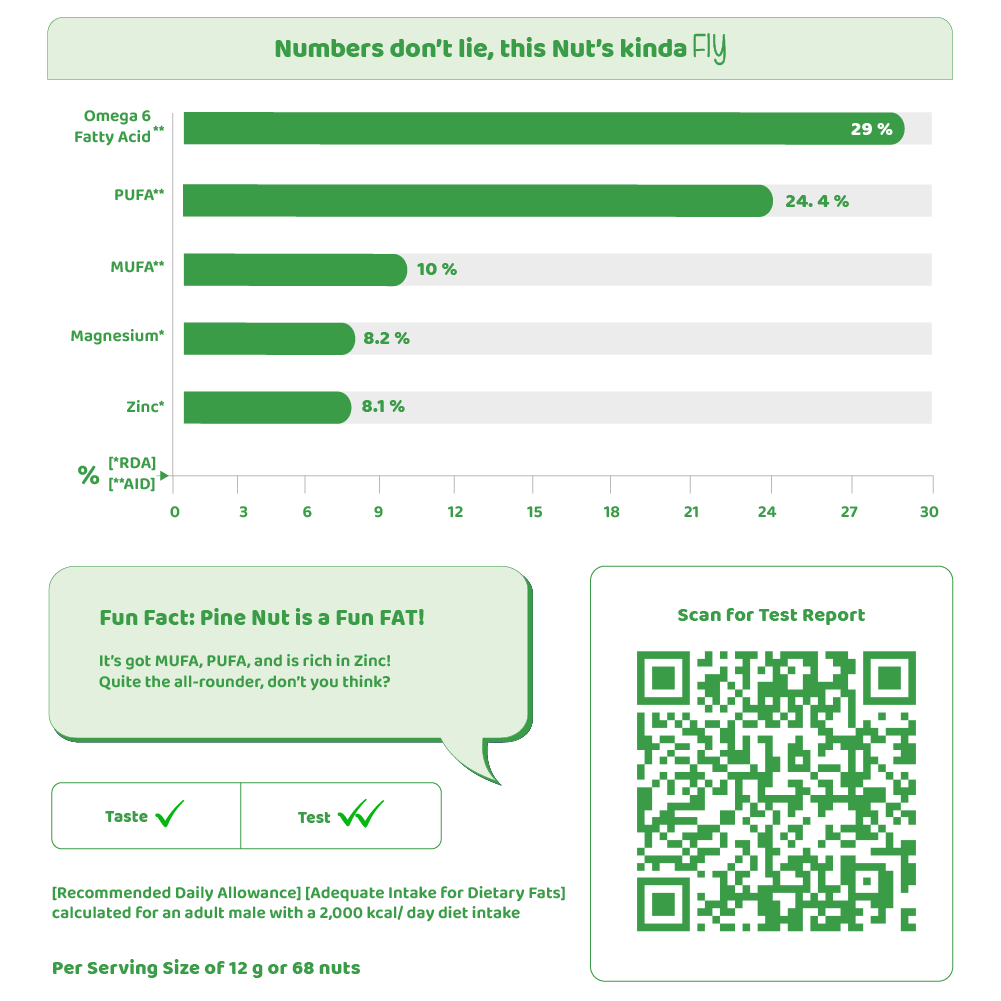 Numbers don't lie, this Nut's kinda Fly
Omega 6
Fatty Acid**
29 %
PUFA**
24. 4 %
MUFA**
10 %
Magnesium*
8.2 %
Zinc*
8.1 %
% [*RDA]
[**AID]
0 3 6 9 12 15 18 21 24 27 30
Fun Fact: Pine Nut is a Fun FAT!
It's got MUFA, PUFA, and is rich in Zinc!
Quite the all-rounder, don't you think?
Scan for Test Report
Taste
Test
[Recommended Daily Allowance] [Adequate Intake for Dietary Fats]
calculated for an adult male with a 2,000 kcal/ day diet intake
Per Serving Size of 12 g or 68 nuts